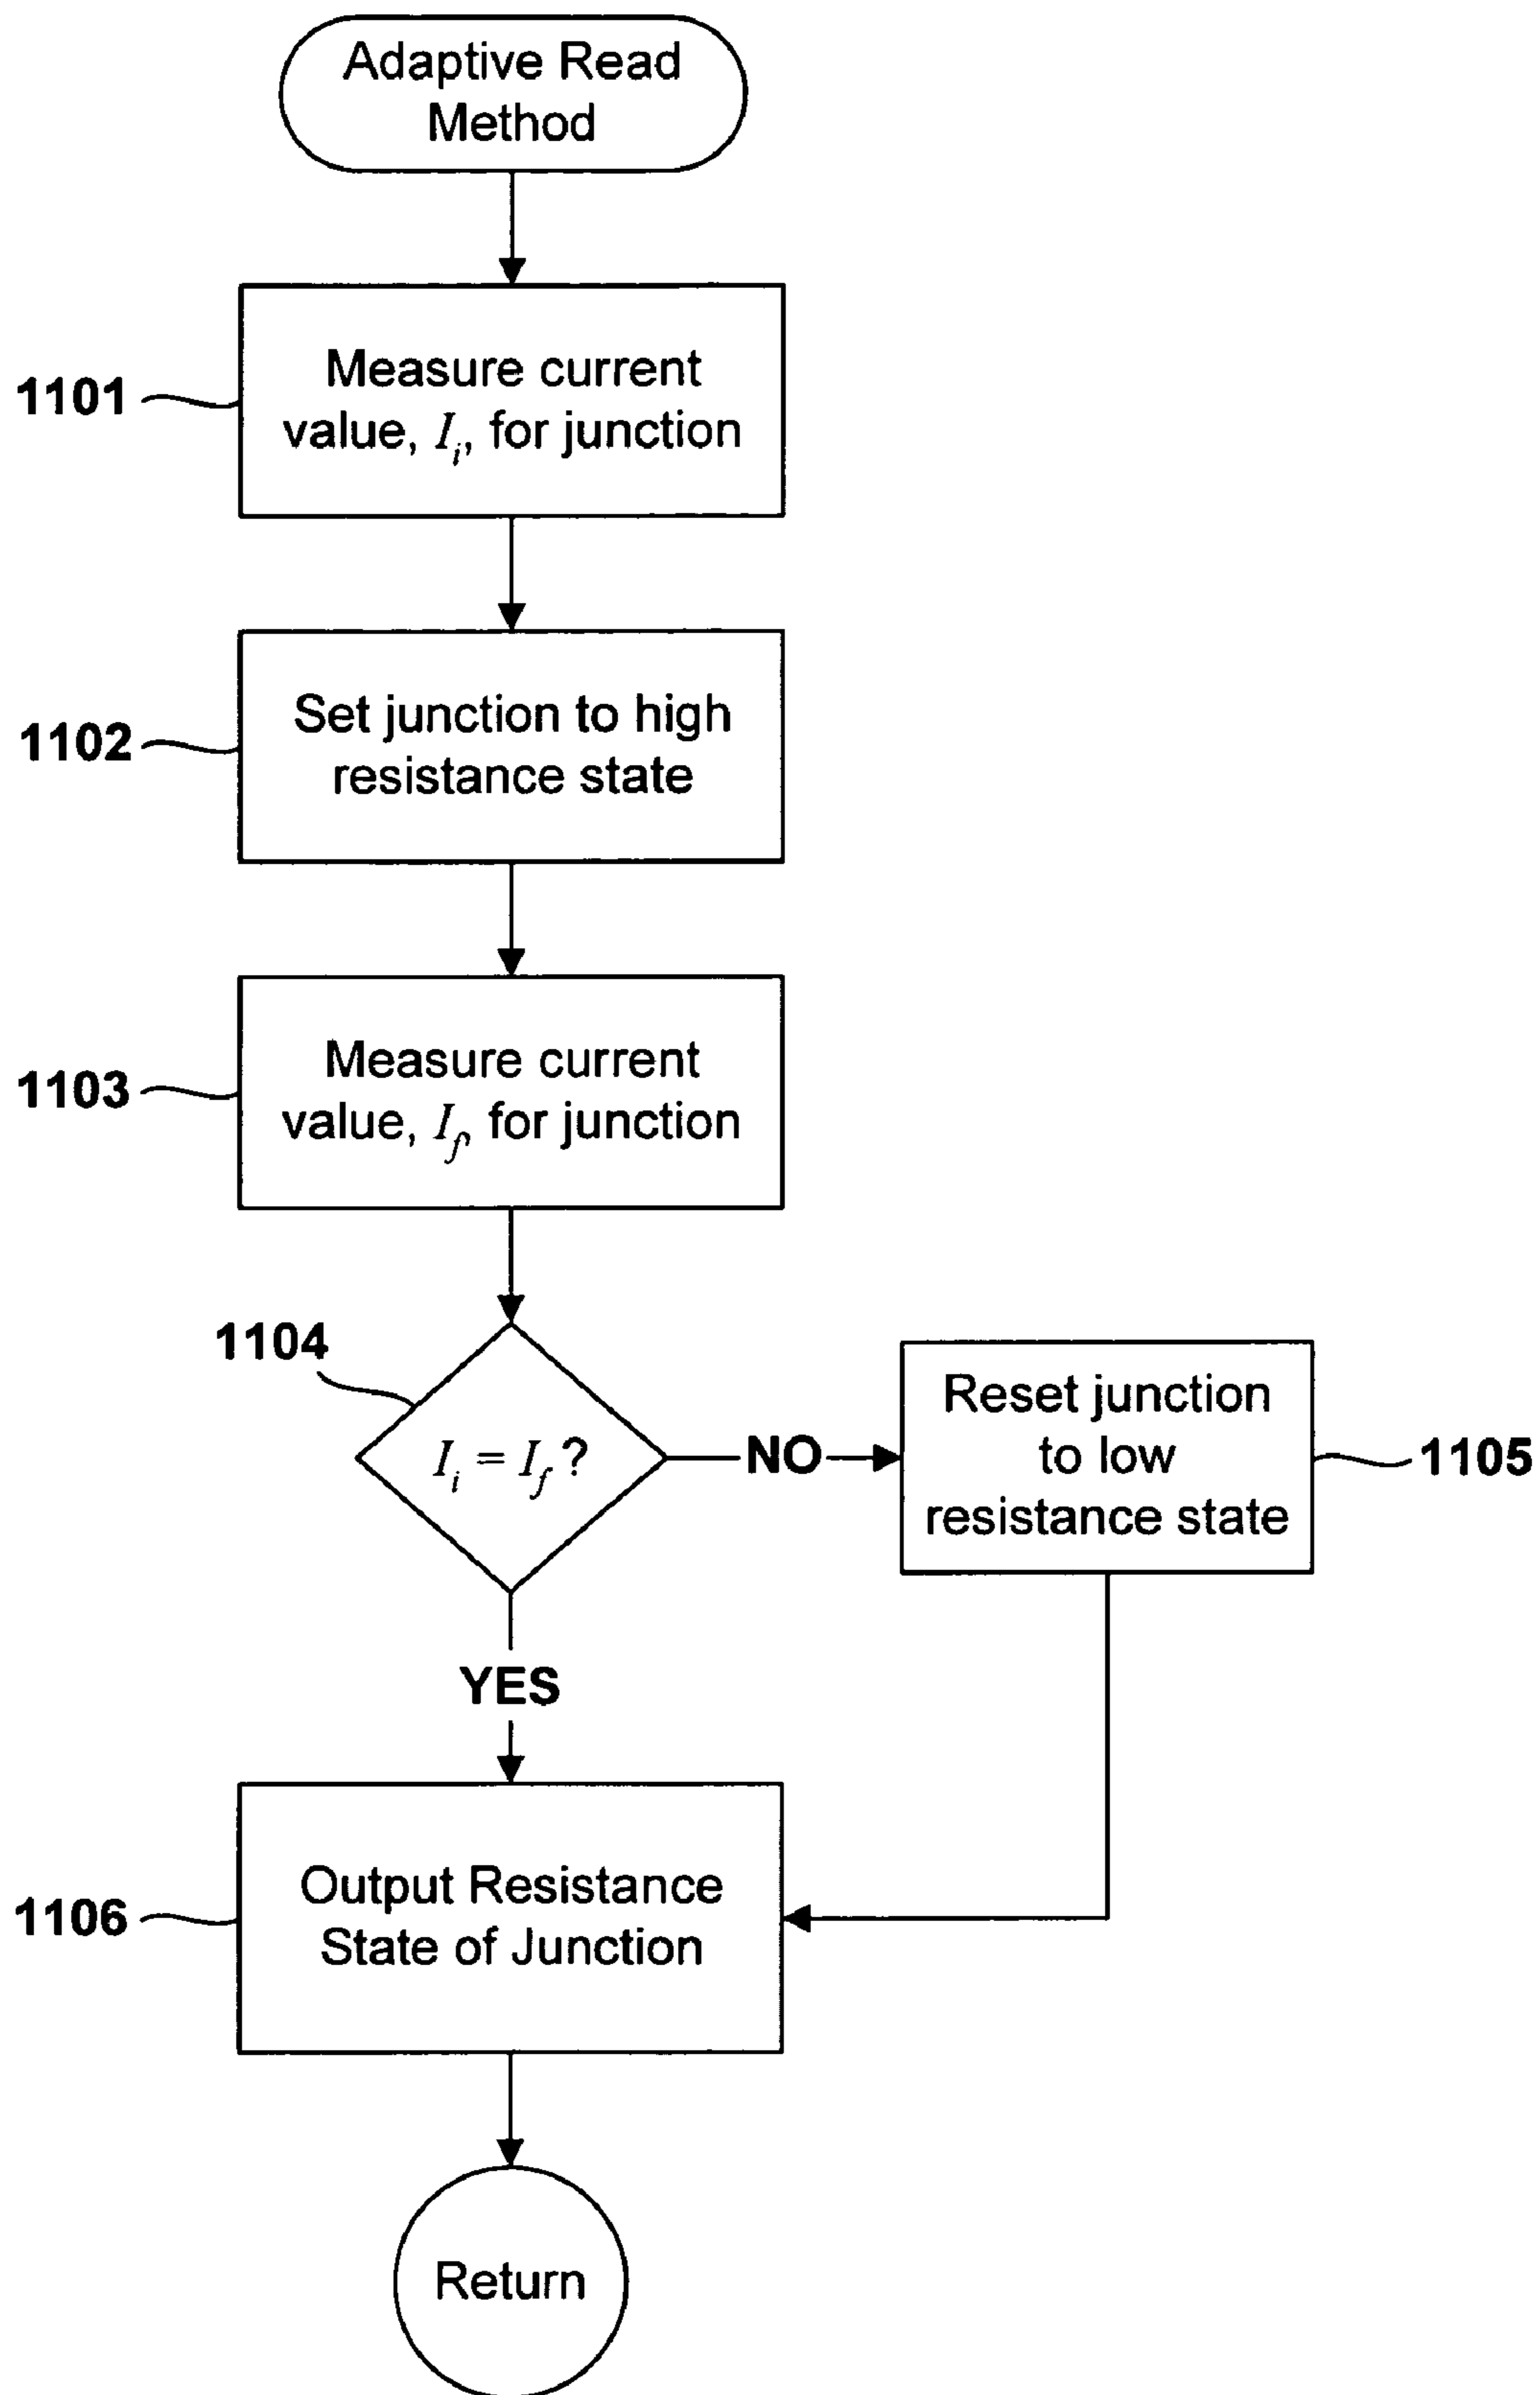 Adaptive Read
Method
1101
Measure current
value, I_i, for junction
1102
Set junction to high
resistance state
1103
Measure current
value, I_f, for junction
1104
I_i = I_f ?
NO
Reset junction
to low
resistance state
1105
YES
1106
Output Resistance
State of Junction
Return